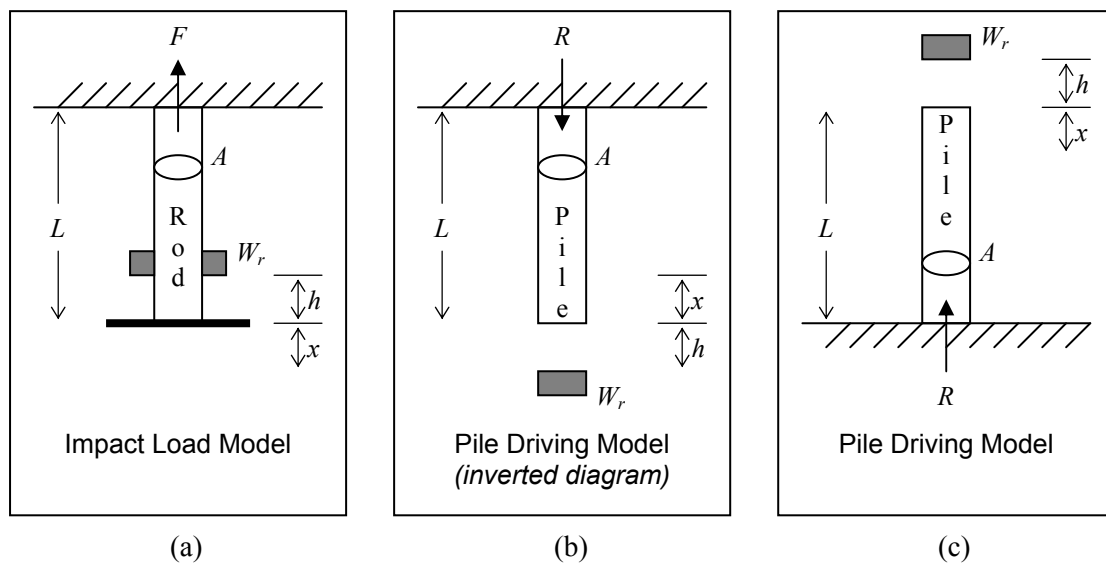 F
A
L
R
o
d
W_r
h
x
Impact Load Model
(a)
R
A
L
P
i
l
e
x
h
W_r
Pile Driving Model
(inverted diagram)
(b)
W_r
h
x
P
i
l
e
L
A
R
Pile Driving Model
(c)